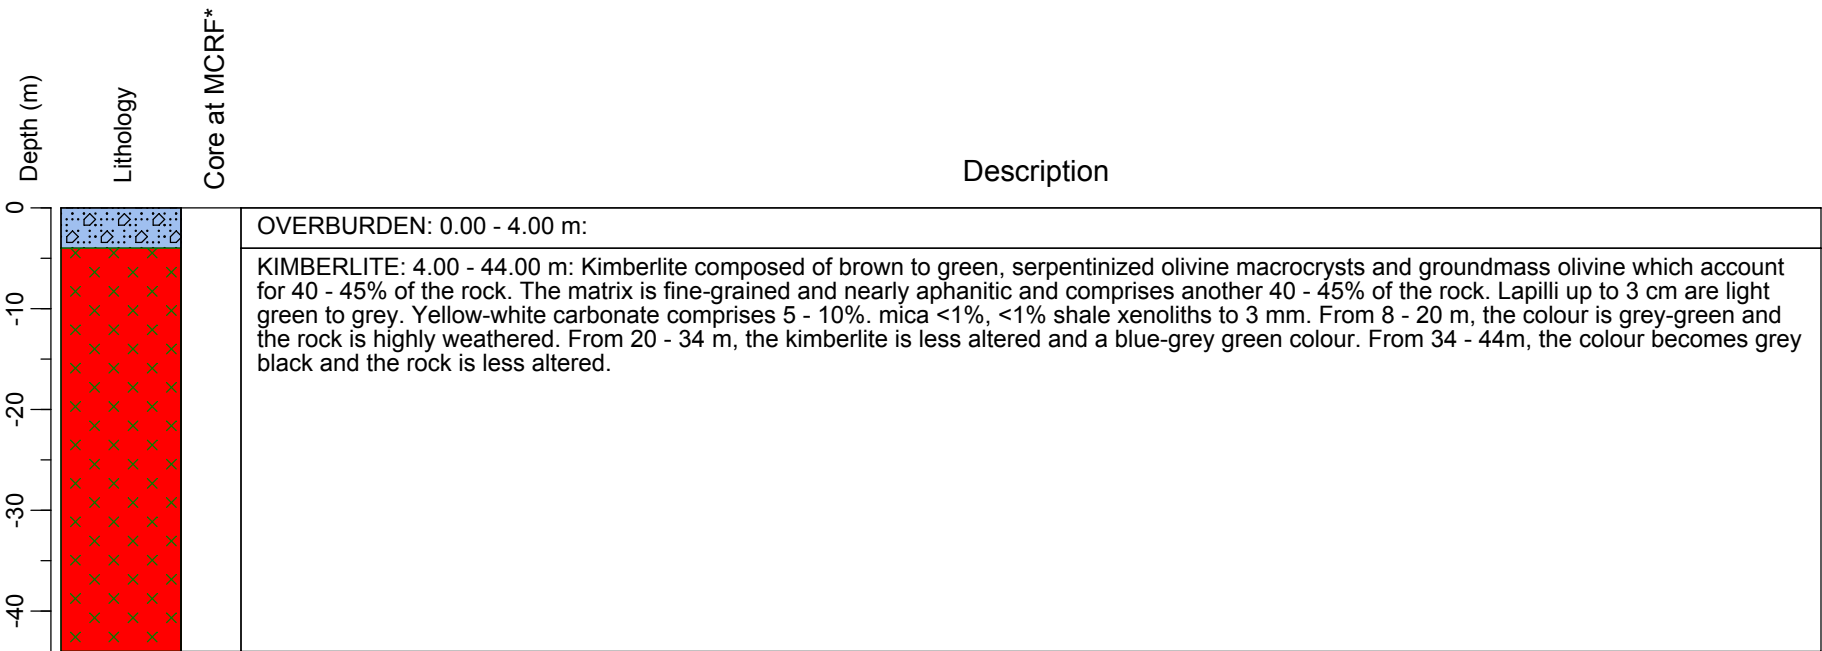 Depth (m)
Lithology
Core at MCRF*
Description
0
-10
-20
-30
-40
OVERBURDEN: 0.00 - 4.00 m:
KIMBERLITE: 4.00 - 44.00 m: Kimberlite composed of brown to green, serpentinized olivine macrocrysts and groundmass olivine which account
for 40 - 45% of the rock. The matrix is fine-grained and nearly aphanitic and comprises another 40 - 45% of the rock. Lapilli up to 3 cm are light
green to grey. Yellow-white carbonate comprises 5 - 10%. mica <1%, <1% shale xenoliths to 3 mm. From 8 - 20 m, the colour is grey-green and
the rock is highly weathered. From 20 - 34 m, the kimberlite is less altered and a blue-grey green colour. From 34 - 44m, the colour becomes grey
black and the rock is less altered.